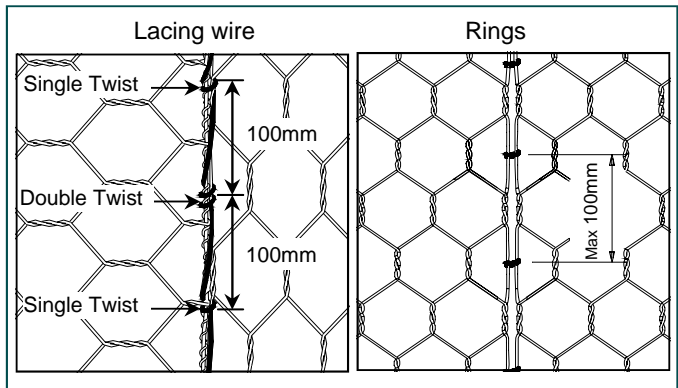 Lacing wire
Single Twist
100mm
Double Twist
100mm
Single Twist
Rings
Max 100mm